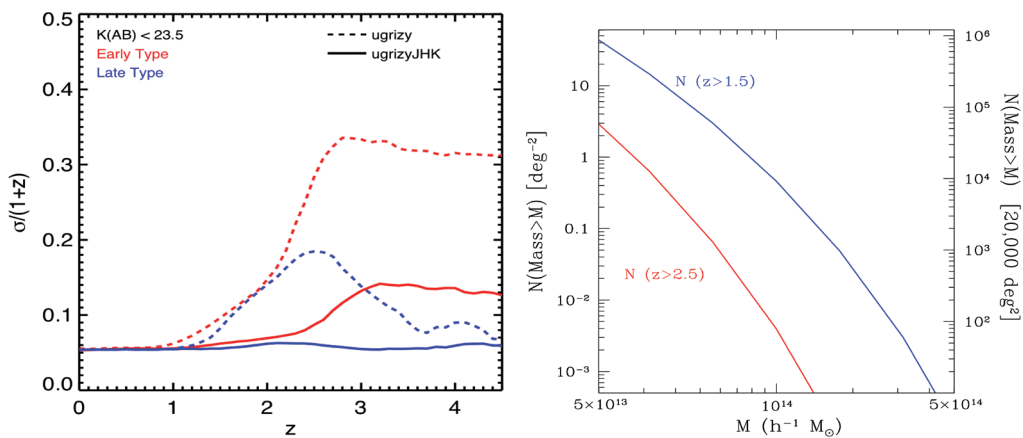 0.5
0.4
0.3
0.2
0.1
0.0
σ/(1+z)
K(AB) < 23.5
Early Type
Late Type
ugrizy
ugrizyJHK
0 1 2 3 4
z
10
1
0.1
10⁻²
10⁻³
N(Mass>M) [deg⁻²]
N (z>1.5)
N (z>2.5)
10⁶
10⁵
10⁴
1000
100
N(Mass>M) [20,000 deg²]
5×10¹³ 10¹⁴ 5×10¹⁴
M (h⁻¹ M⊙)